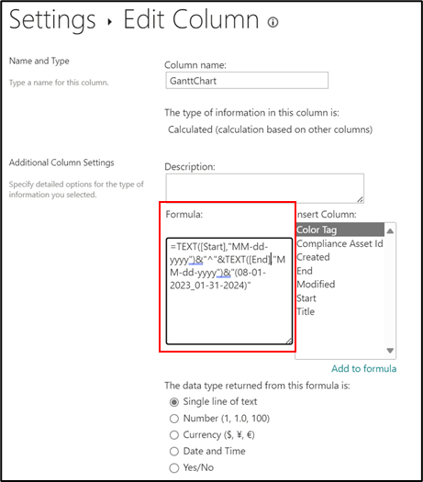 Settings › Edit Column ⓘ
Name and Type
Type a name for this column.
Column name:
GanttChart
The type of information in this column is:
Calculated (calculation based on other columns)
Additional Column Settings
Specify detailed options for the type of
information you selected.
Description:
Formula:
=TEXT([Start],"MM-dd-
yyyy")&"^"&TEXT([End],"M
M-dd-yyyy")&"(08-01-
2023_01-31-2024)"
nsert Column:
Color Tag
Compliance Asset Id
Created
End
Modified
Start
Title
Add to formula
The data type returned from this formula is:
Single line of text
Number (1, 1.0, 100)
Currency ($, ¥, €)
Date and Time
Yes/No